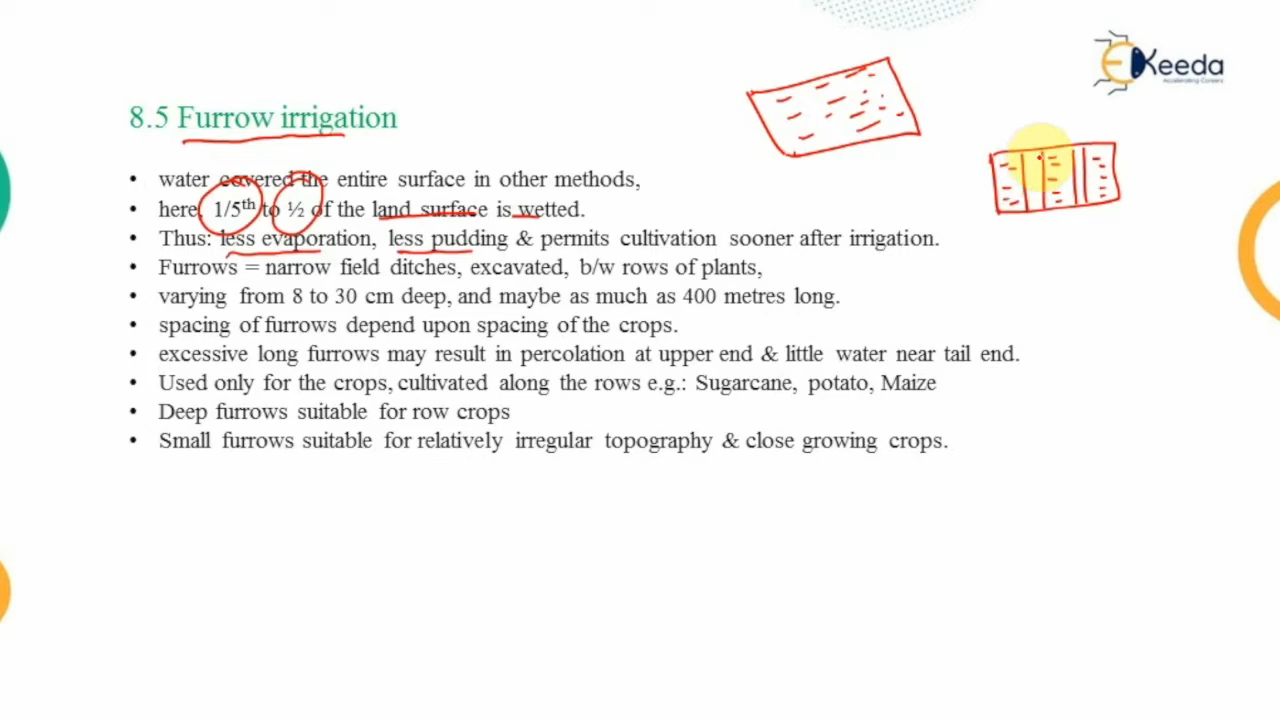 EKeeda
Accelerating Careers
8.5 Furrow irrigation
• water covered the entire surface in other methods,
• here, 1/5th to ½ of the land surface is wetted.
• Thus: less evaporation, less pudding & permits cultivation sooner after irrigation.
• Furrows = narrow field ditches, excavated, b/w rows of plants,
• varying from 8 to 30 cm deep, and maybe as much as 400 metres long.
• spacing of furrows depend upon spacing of the crops.
• excessive long furrows may result in percolation at upper end & little water near tail end.
• Used only for the crops, cultivated along the rows e.g.: Sugarcane, potato, Maize
• Deep furrows suitable for row crops
• Small furrows suitable for relatively irregular topography & close growing crops.